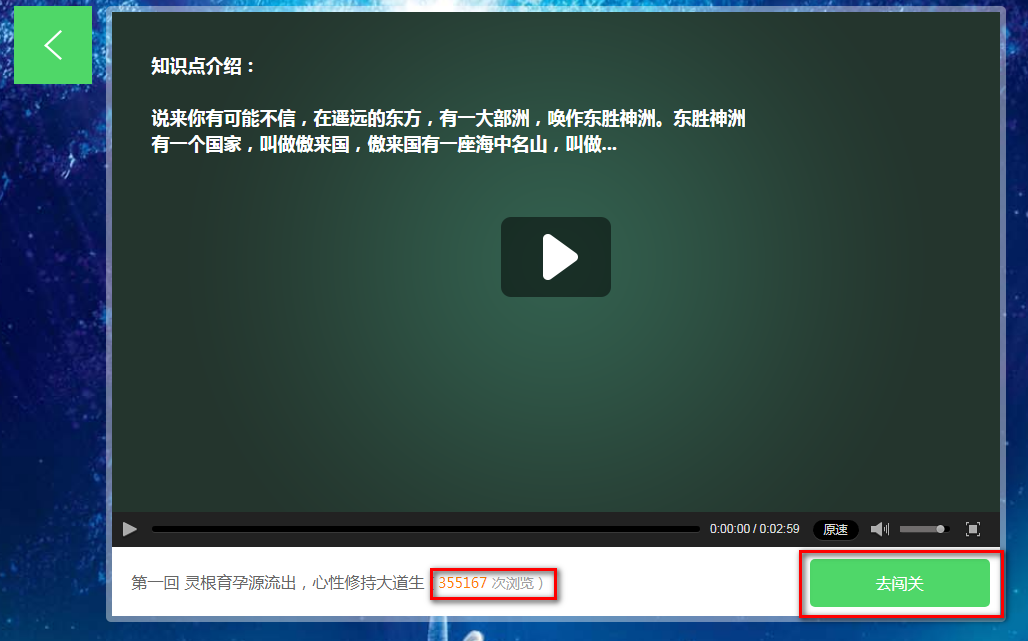 知识点介绍：
说来你有可能不信，在遥远的东方，有一大部洲，唤作东胜神洲。东胜神洲
有一个国家，叫做傲来国，傲来国有一座海中名山，叫做...
0:00:00 / 0:02:59 原速
第一回 灵根育孕源流出，心性修持大道生 355167 次浏览）
去闯关